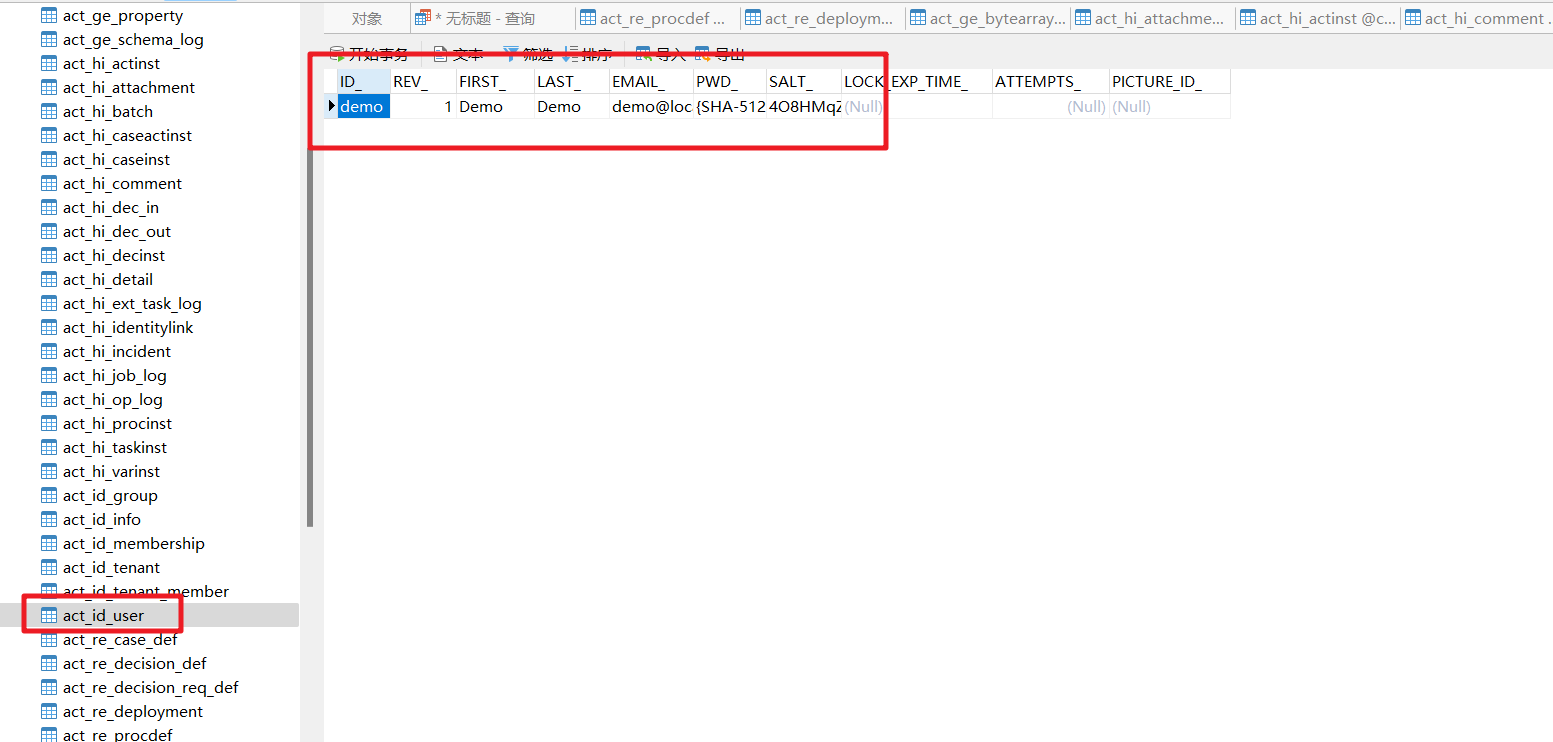 act_ge_property
act_ge_schema_log
act_hi_actinst
act_hi_attachment
act_hi_batch
act_hi_caseactinst
act_hi_caseinst
act_hi_comment
act_hi_dec_in
act_hi_dec_out
act_hi_decinst
act_hi_detail
act_hi_ext_task_log
act_hi_identitylink
act_hi_incident
act_hi_job_log
act_hi_op_log
act_hi_procinst
act_hi_taskinst
act_hi_varinst
act_id_group
act_id_info
act_id_membership
act_id_tenant
act_id_tenant_member
act_id_user
act_re_case_def
act_re_decision_def
act_re_decision_req_def
act_re_deployment
act_re_procdef
对象 * 无标题 - 查询 act_re_procdef ... act_re_deploym... act_ge_bytearray... act_hi_attachme... act_hi_actinst @c... act_hi_comment .
开始事务 文本 筛选 排序 导入 导出
ID_ REV_ FIRST_ LAST_ EMAIL_ PWD_ SALT_ LOCK_EXP_TIME_ ATTEMPTS_ PICTURE_ID_
demo 1 Demo Demo demo@loc {SHA-512 4O8HMqZ (Null) (Null) (Null)